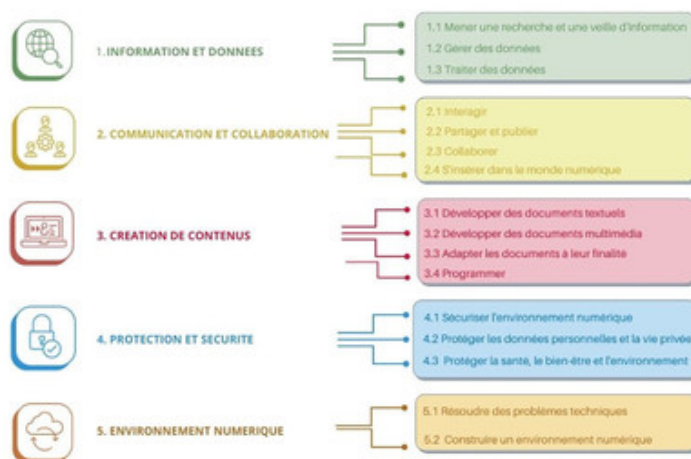 1. INFORMATION ET DONNEES
1.1 Mener une recherche et une veille d'information
1.2 Gérer des données
1.3 Traiter des données
2. COMMUNICATION ET COLLABORATION
2.1 Interagir
2.2 Partager et publier
2.3 Collaborer
2.4 S'insérer dans le monde numérique
3. CREATION DE CONTENUS
3.1 Développer des documents textuels
3.2 Développer des documents multimédia
3.3 Adapter les documents à leur finalité
3.4 Programmer
4. PROTECTION ET SECURITE
4.1 Sécuriser l'environnement numérique
4.2 Protéger les données personnelles et la vie privée
4.3 Protéger la santé, le bien-être et l'environnement
5. ENVIRONNEMENT NUMERIQUE
5.1 Résoudre des problèmes techniques
5.2 Construire un environnement numérique